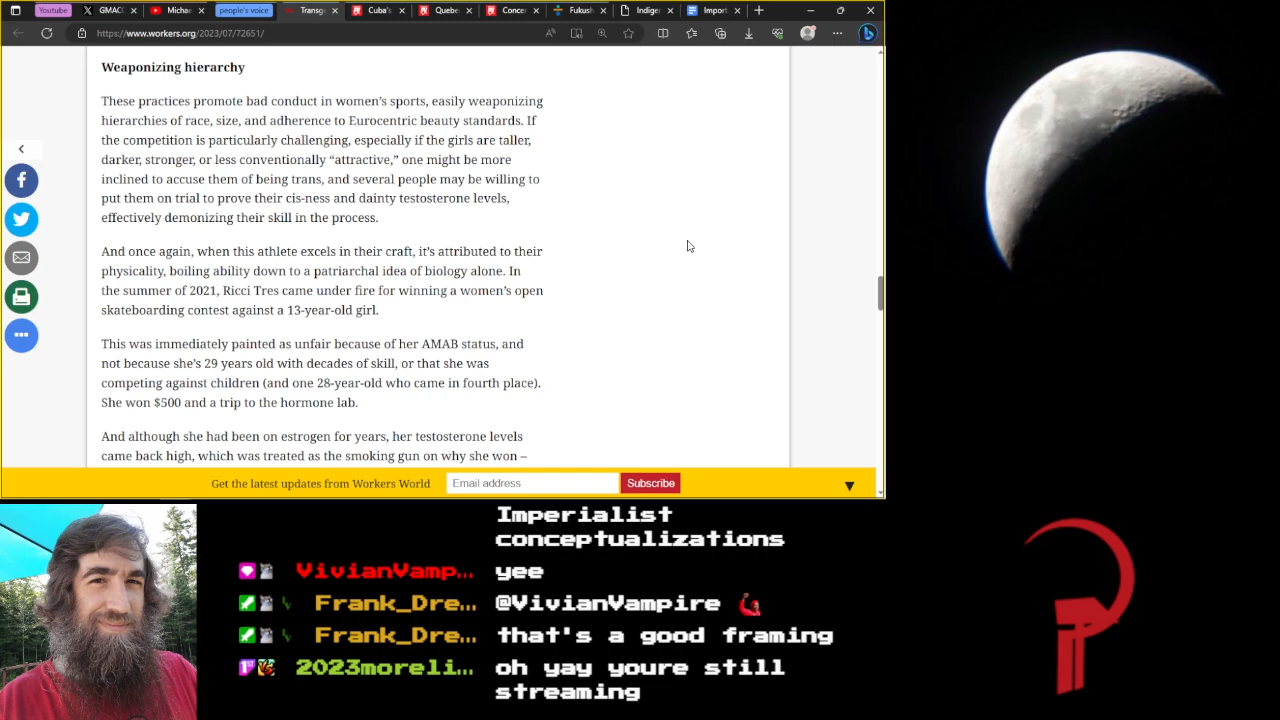 Youtube
GMACC
Michae
people's voice
Transg
Cuba's
Quebe
Concer
Fukush
Indiger
Import
https://www.workers.org/2023/07/72651/
Weaponizing hierarchy
These practices promote bad conduct in women's sports, easily weaponizing
hierarchies of race, size, and adherence to Eurocentric beauty standards. If
the competition is particularly challenging, especially if the girls are taller,
darker, stronger, or less conventionally “attractive,” one might be more
inclined to accuse them of being trans, and several people may be willing to
put them on trial to prove their cis-ness and dainty testosterone levels,
effectively demonizing their skill in the process.
And once again, when this athlete excels in their craft, it's attributed to their
physicality, boiling ability down to a patriarchal idea of biology alone. In
the summer of 2021, Ricci Tres came under fire for winning a women's open
skateboarding contest against a 13-year-old girl.
This was immediately painted as unfair because of her AMAB status, and
not because she's 29 years old with decades of skill, or that she was
competing against children (and one 28-year-old who came in fourth place).
She won $500 and a trip to the hormone lab.
And although she had been on estrogen for years, her testosterone levels
came back high, which was treated as the smoking gun on why she won –
Get the latest updates from Workers World
Email address
Subscribe
Imperialist
conceptualizations
VivianVamp... yee
Frank_Dre... @VivianVampire
Frank_Dre... that's a good framing
2023moreli... oh yay youre still
streaming